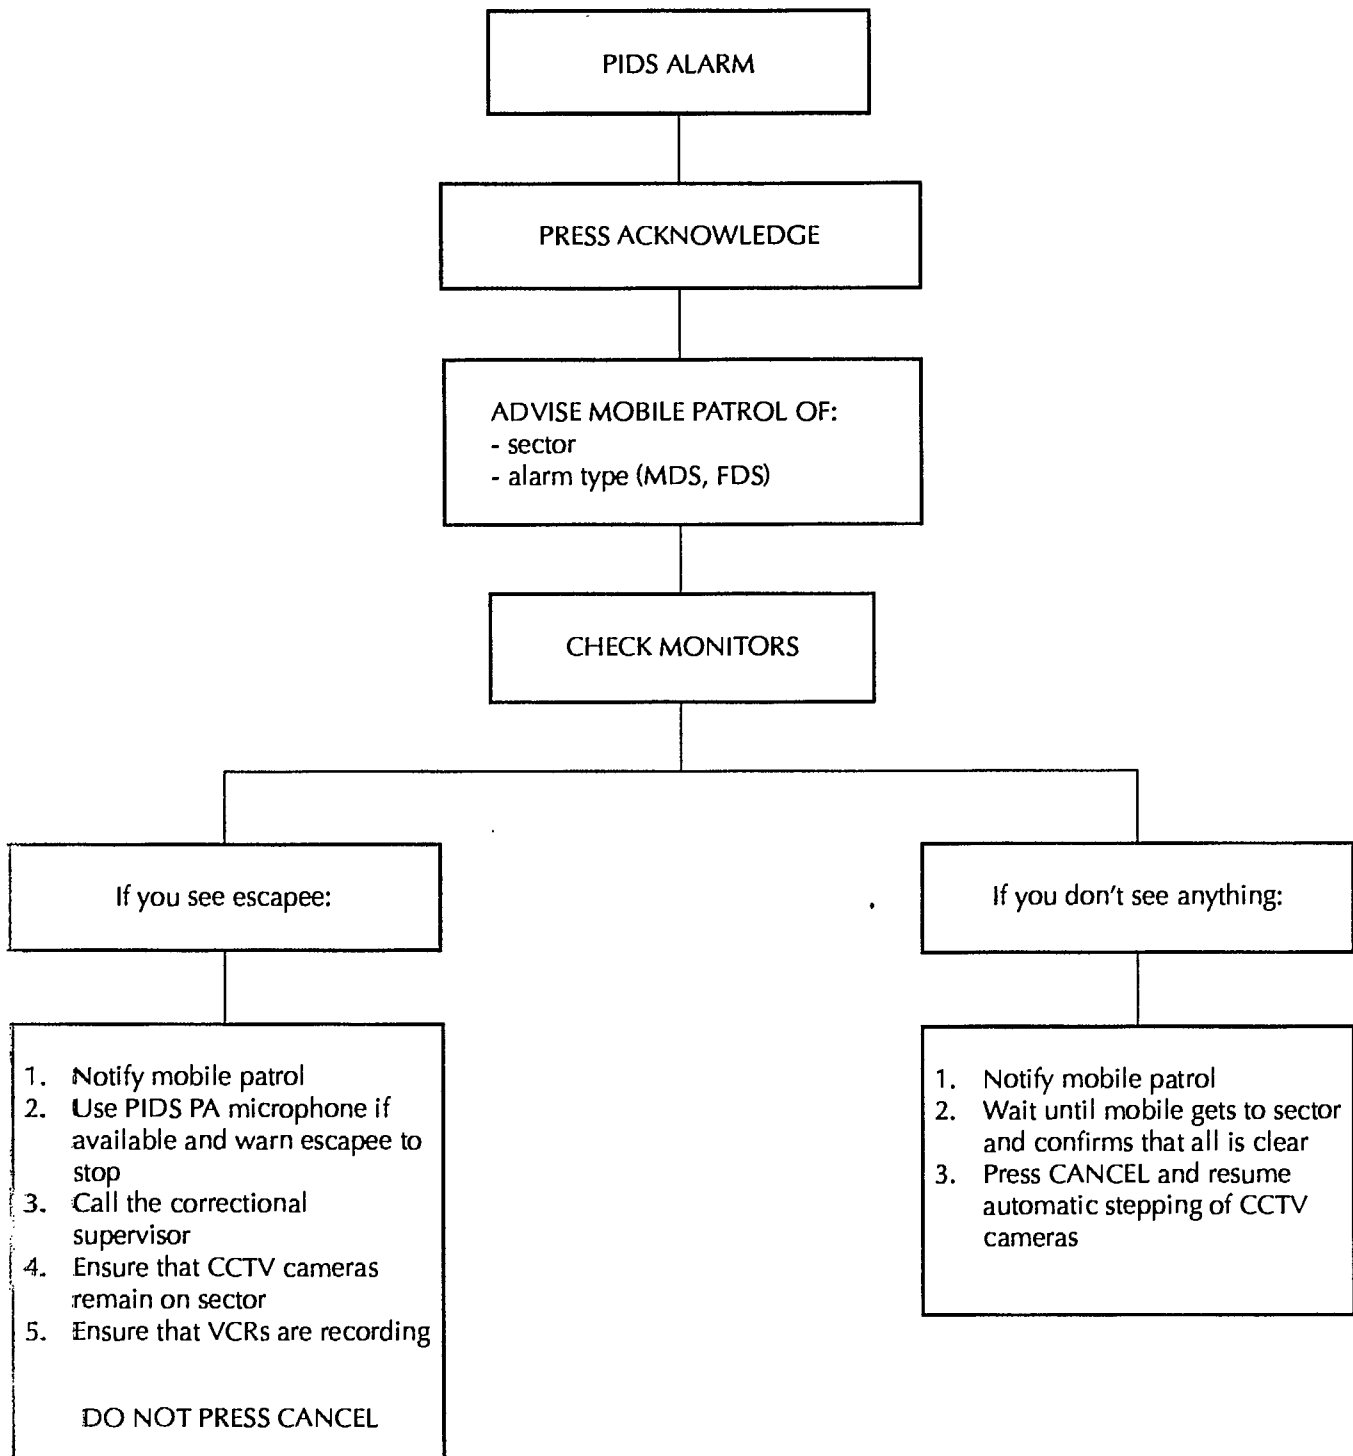 PIDS ALARM
PRESS ACKNOWLEDGE
ADVISE MOBILE PATROL OF:
- sector
- alarm type (MDS, FDS)
CHECK MONITORS
If you see escapee:
1. Notify mobile patrol
2. Use PIDS PA microphone if
available and warn escapee to
stop
3. Call the correctional
supervisor
4. Ensure that CCTV cameras
remain on sector
5. Ensure that VCRs are recording
DO NOT PRESS CANCEL
If you don't see anything:
1. Notify mobile patrol
2. Wait until mobile gets to sector
and confirms that all is clear
3. Press CANCEL and resume
automatic stepping of CCTV
cameras